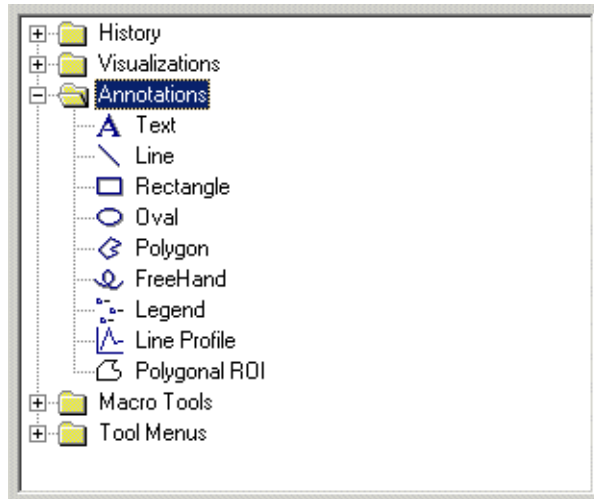 History
Visualizations
Annotations
Text
Line
Rectangle
Oval
Polygon
FreeHand
Legend
Line Profile
Polygonal ROI
Macro Tools
Tool Menus